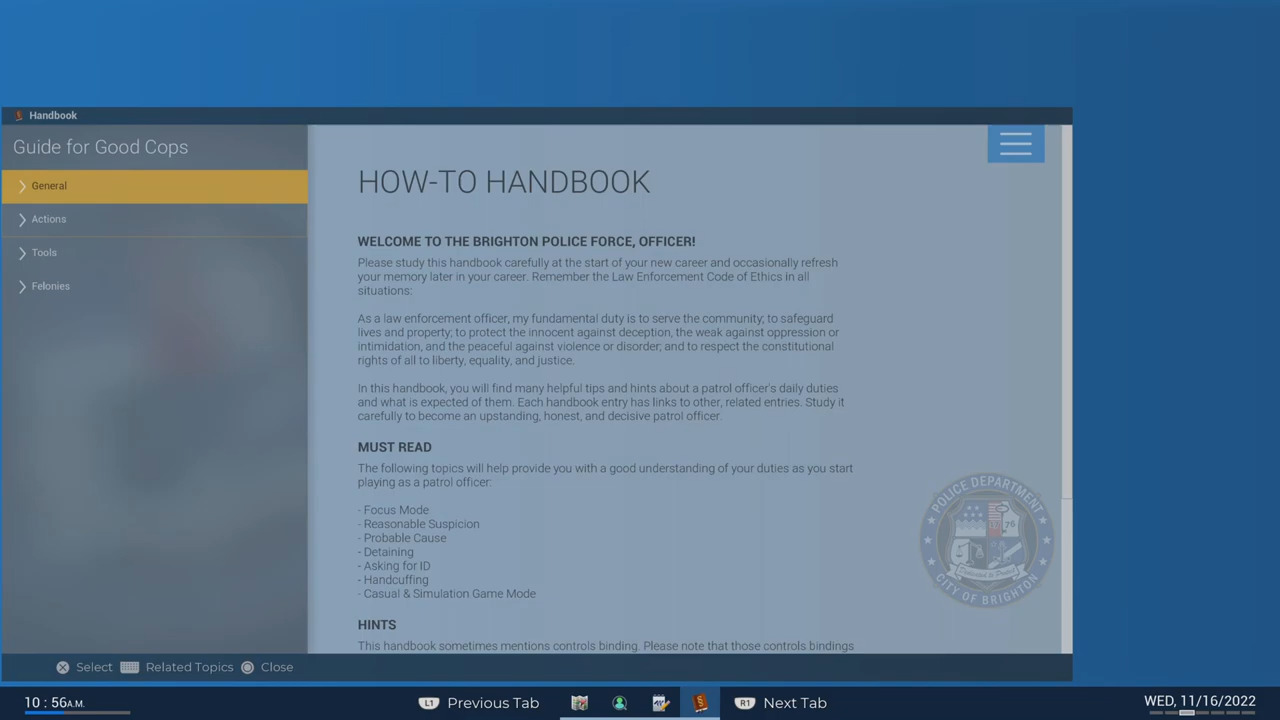 Handbook
Guide for Good Cops
General
Actions
Tools
Felonies
HOW-TO HANDBOOK
WELCOME TO THE BRIGHTON POLICE FORCE, OFFICER!
Please study this handbook carefully at the start of your new career and occasionally refresh
your memory later in your career. Remember the Law Enforcement Code of Ethics in all
situations:
As a law enforcement officer, my fundamental duty is to serve the community; to safeguard
lives and property; to protect the innocent against deception, the weak against oppression or
intimidation, and the peaceful against violence or disorder; and to respect the constitutional
rights of all to liberty, equality, and justice.
In this handbook, you will find many helpful tips and hints about a patrol officer's daily duties
and what is expected of them. Each handbook entry has links to other, related entries. Study it
carefully to become an upstanding, honest, and decisive patrol officer.
MUST READ
The following topics will help provide you with a good understanding of your duties as you start
playing as a patrol officer:
- Focus Mode
- Reasonable Suspicion
- Probable Cause
- Detaining
- Asking for ID
- Handcuffing
- Casual & Simulation Game Mode
HINTS
This handbook sometimes mentions controls binding. Please note that those controls bindings
POLICE DEPARTMENT
CITY OF BRIGHTON
Select Related Topics Close
10 : 56A.M.
L1 Previous Tab
R1 Next Tab
WED, 11/16/2022